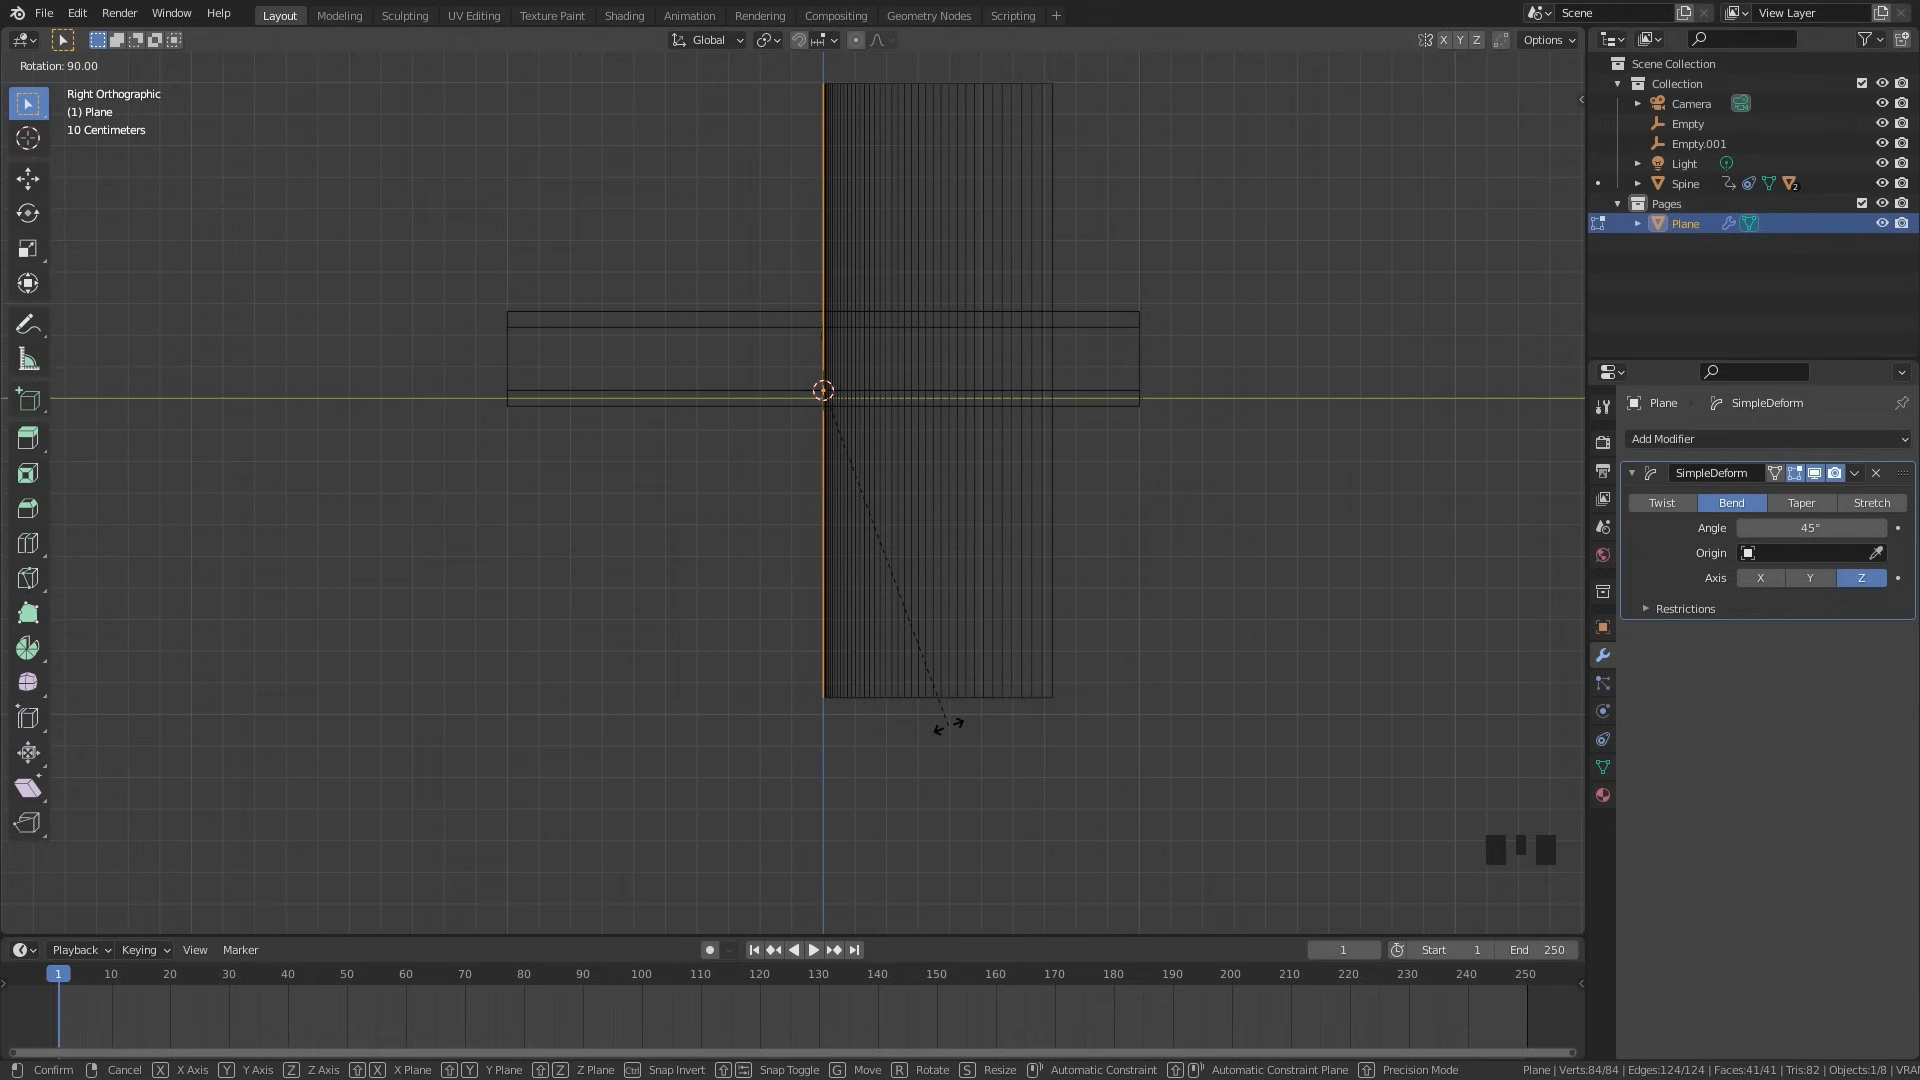 File Edit Render Window Help Layout Modeling Sculpting UV Editing Texture Paint Shading Animation Rendering Compositing Geometry Nodes Scripting + Scene View Layer
Global X Y Z Options
Rotation: 90.00
Right Orthographic
(1) Plane
10 Centimeters
Scene Collection
Collection
Camera
Empty
Empty.001
Light
Spine 2
Pages
Plane
Plane SimpleDeform
Add Modifier
SimpleDeform
Twist Bend Taper Stretch
Angle 45°
Origin
Axis X Y Z
Restrictions
Playback Keying View Marker 1 Start 1 End 250
1 10 20 30 40 50 60 70 80 90 100 110 120 130 140 150 160 170 180 190 200 210 220 230 240 250
Confirm Cancel X X Axis Y Y Axis Z Z Axis X X Plane Y Y Plane Z Z Plane Ctrl Snap Invert Snap Toggle G Move R Rotate S Resize Automatic Constraint Automatic Constraint Plane Precision Mode Plane | Verts:84/84 | Edges:124/124 | Faces:41/41 | Tris:82 | Objects:1/8 | VRA